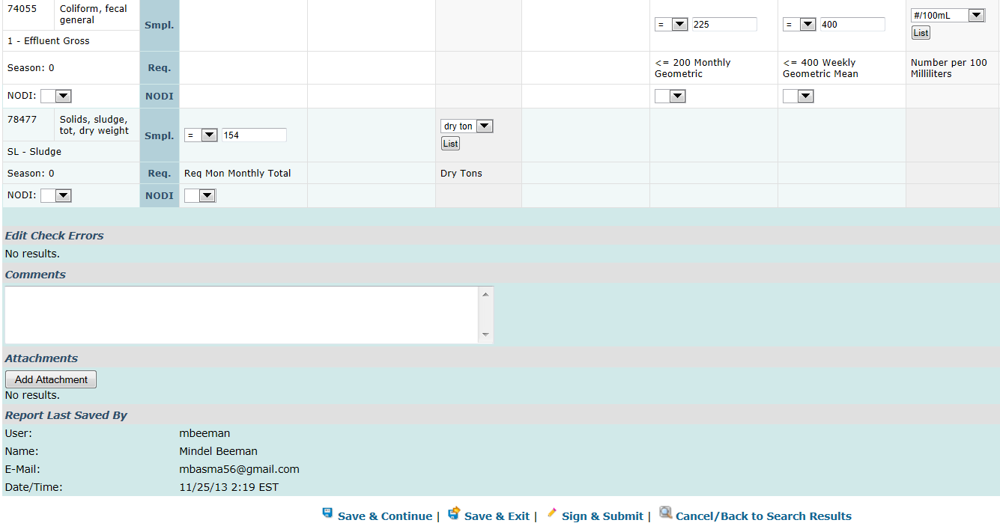 74055 Coliform, fecal general Smpl. = 225 = 400 #/100mL
List
1 - Effluent Gross
Season: 0 Req. <= 200 Monthly Geometric <= 400 Weekly Geometric Mean Number per 100 Milliliters
NODI: NODI
78477 Solids, sludge, tot, dry weight Smpl. = 154 dry ton
List
SL - Sludge
Season: 0 Req. Req Mon Monthly Total Dry Tons
NODI: NODI
Edit Check Errors
No results.
Comments
Attachments
Add Attachment
No results.
Report Last Saved By
User: mbeeman
Name: Mindel Beeman
E-Mail: mbasma56@gmail.com
Date/Time: 11/25/13 2:19 EST
Save & Continue | Save & Exit | Sign & Submit | Cancel/Back to Search Results